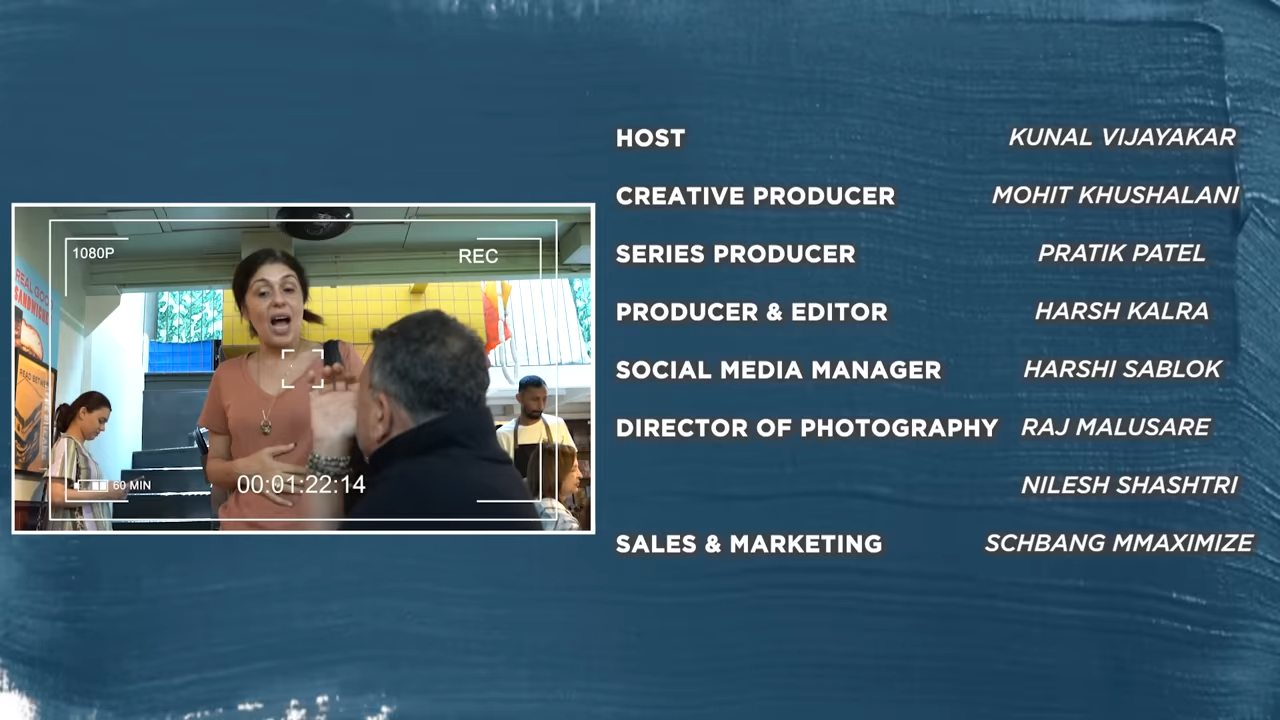 HOST KUNAL VIJAYAKAR
CREATIVE PRODUCER MOHIT KHUSHALANI
SERIES PRODUCER PRATIK PATEL
PRODUCER & EDITOR HARSH KALRA
SOCIAL MEDIA MANAGER HARSHI SABLOK
DIRECTOR OF PHOTOGRAPHY RAJ MALUSARE
NILESH SHASHTRI
SALES & MARKETING SCHBANG MMAXIMIZE
1080P
REC
REAL GOOD
60 MIN
00:01:22:14